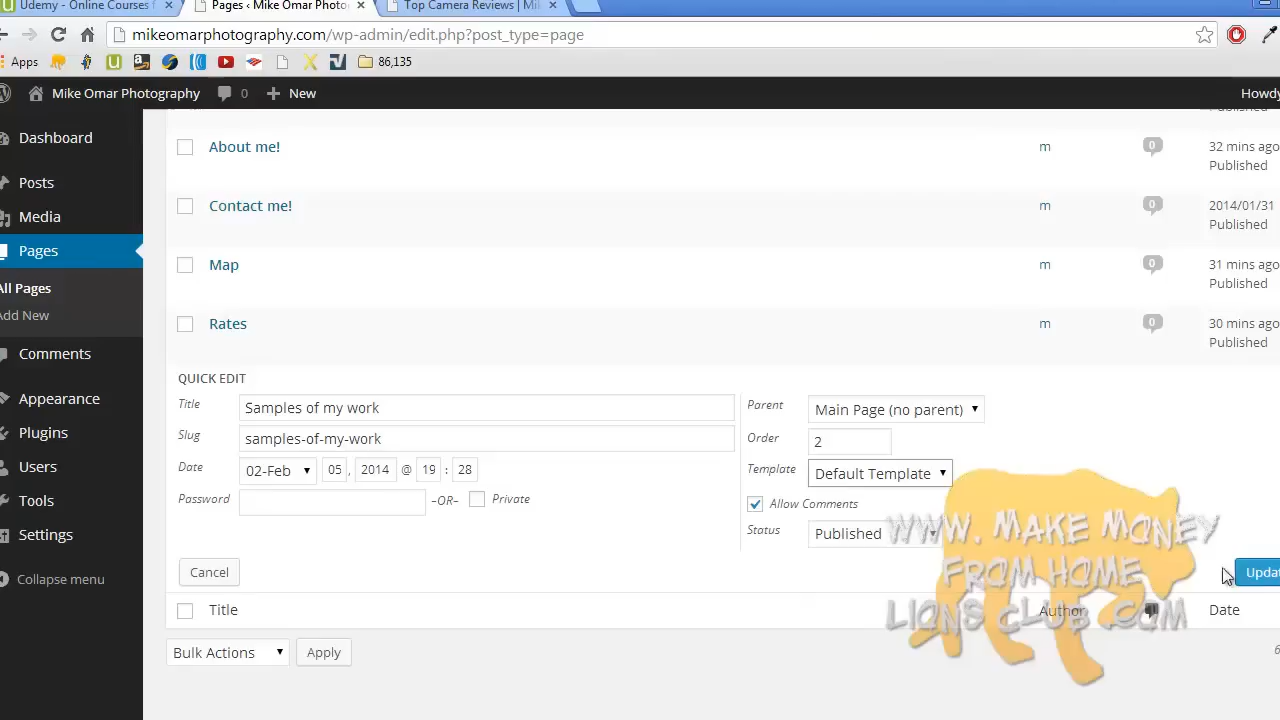 Udemy - Online Courses f
Pages ‹ Mike Omar Photo
Top Camera Reviews | Mi
mikeomarphotography.com/wp-admin/edit.php?post_type=page
Apps
86,135
Mike Omar Photography
0
New
Howdy
Dashboard
Posts
Media
Pages
All Pages
Add New
Comments
Appearance
Plugins
Users
Tools
Settings
Collapse menu
Published
About me! m 0 32 mins ago
Published
Contact me! m 0 2014/01/31
Published
Map m 0 31 mins ago
Published
Rates m 0 30 mins ago
Published
QUICK EDIT
Title Samples of my work
Slug samples-of-my-work
Date 02-Feb 05, 2014 @ 19 : 28
Password –OR– Private
Parent Main Page (no parent)
Order 2
Template Default Template
Allow Comments
Status Published
Cancel
Updat
Title Author Date
Bulk Actions Apply
6
WWW. MAKE MONEY
FROM HOME
LIONS CLUB .COM